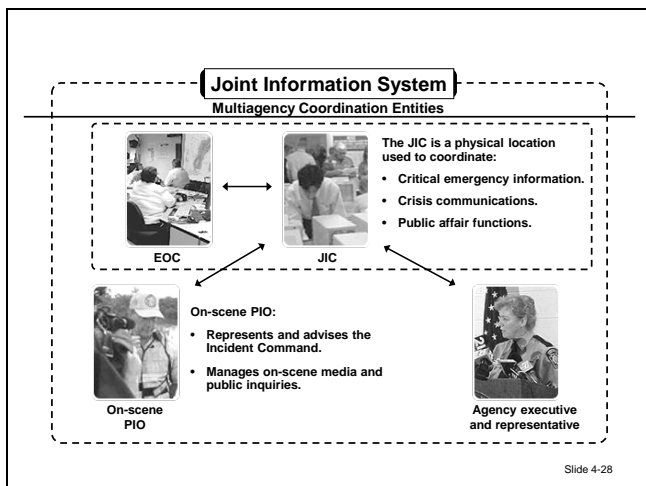 Joint Information System
Multiagency Coordination Entities
The JIC is a physical location
used to coordinate:
• Critical emergency information.
• Crisis communications.
• Public affair functions.
EOC
JIC
On-scene PIO:
• Represents and advises the
Incident Command.
• Manages on-scene media and
public inquiries.
On-scene
PIO
Agency executive
and representative
Slide 4-28